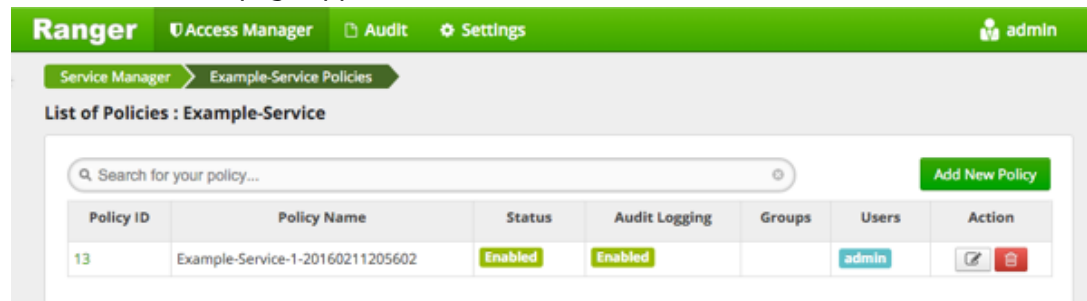 Ranger Access Manager Audit Settings admin
Service Manager Example-Service Policies
List of Policies : Example-Service
Search for your policy... Add New Policy
Policy ID Policy Name Status Audit Logging Groups Users Action
13 Example-Service-1-20160211205602 Enabled Enabled admin